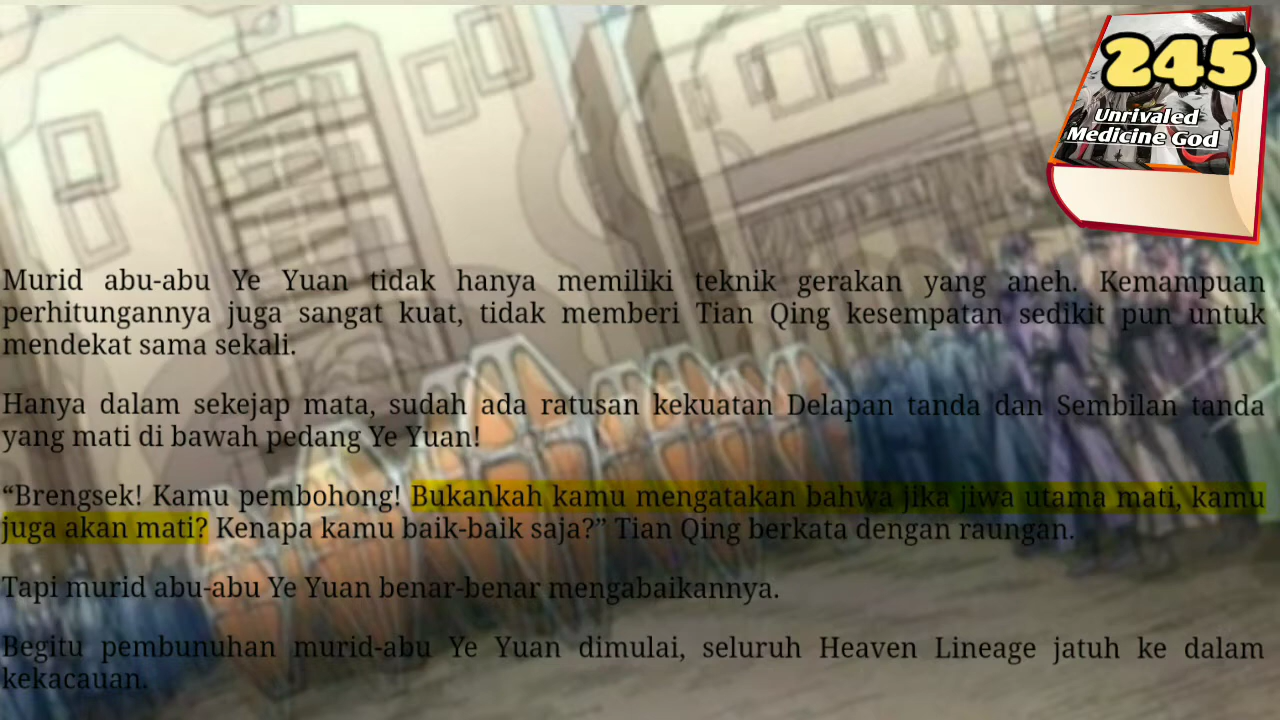 245
Unrivaled
Medicine God
Murid abu-abu Ye Yuan tidak hanya memiliki teknik gerakan yang aneh. Kemampuan
perhitungannya juga sangat kuat, tidak memberi Tian Qing kesempatan sedikit pun untuk
mendekat sama sekali.
Hanya dalam sekejap mata, sudah ada ratusan kekuatan Delapan tanda dan Sembilan tanda
yang mati di bawah pedang Ye Yuan!
“Brengsek! Kamu pembohong! Bukankah kamu mengatakan bahwa jika jiwa utama mati, kamu
juga akan mati? Kenapa kamu baik-baik saja?” Tian Qing berkata dengan raungan.
Tapi murid abu-abu Ye Yuan benar-benar mengabaikannya.
Begitu pembunuhan murid-abu Ye Yuan dimulai, seluruh Heaven Lineage jatuh ke dalam
kekacauan.